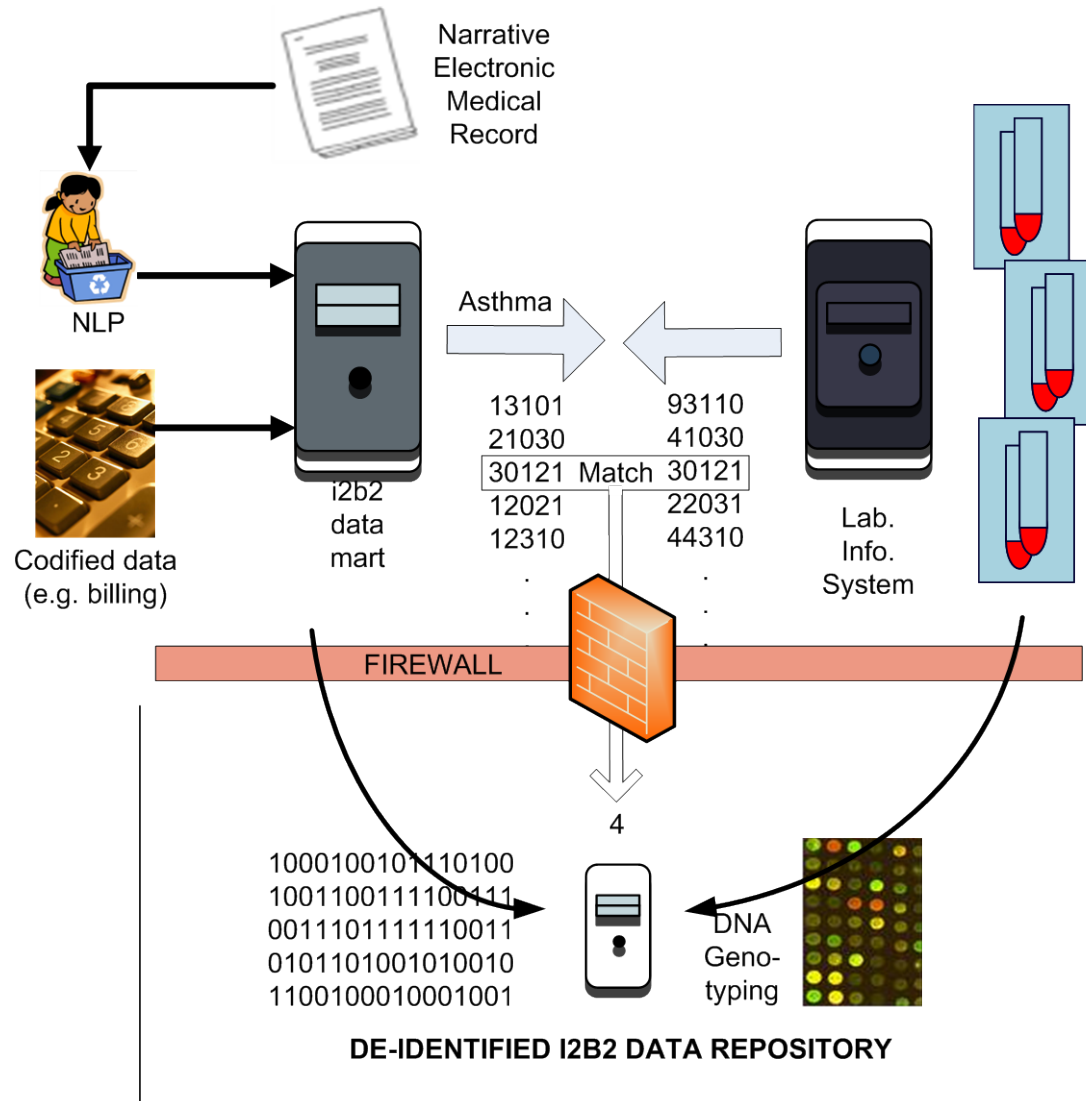 Narrative
Electronic
Medical
Record
NLP
Asthma
Codified data
(e.g. billing)
i2b2
data
mart
13101
21030
30121
12021
12310
.
.
.
Match
93110
41030
30121
22031
44310
.
.
.
Lab.
Info.
System
FIREWALL
4
1000100101110100
1001100111100111
0011101111110011
0101101001010010
1100100010001001
DNA
Geno-
typing
DE-IDENTIFIED I2B2 DATA REPOSITORY